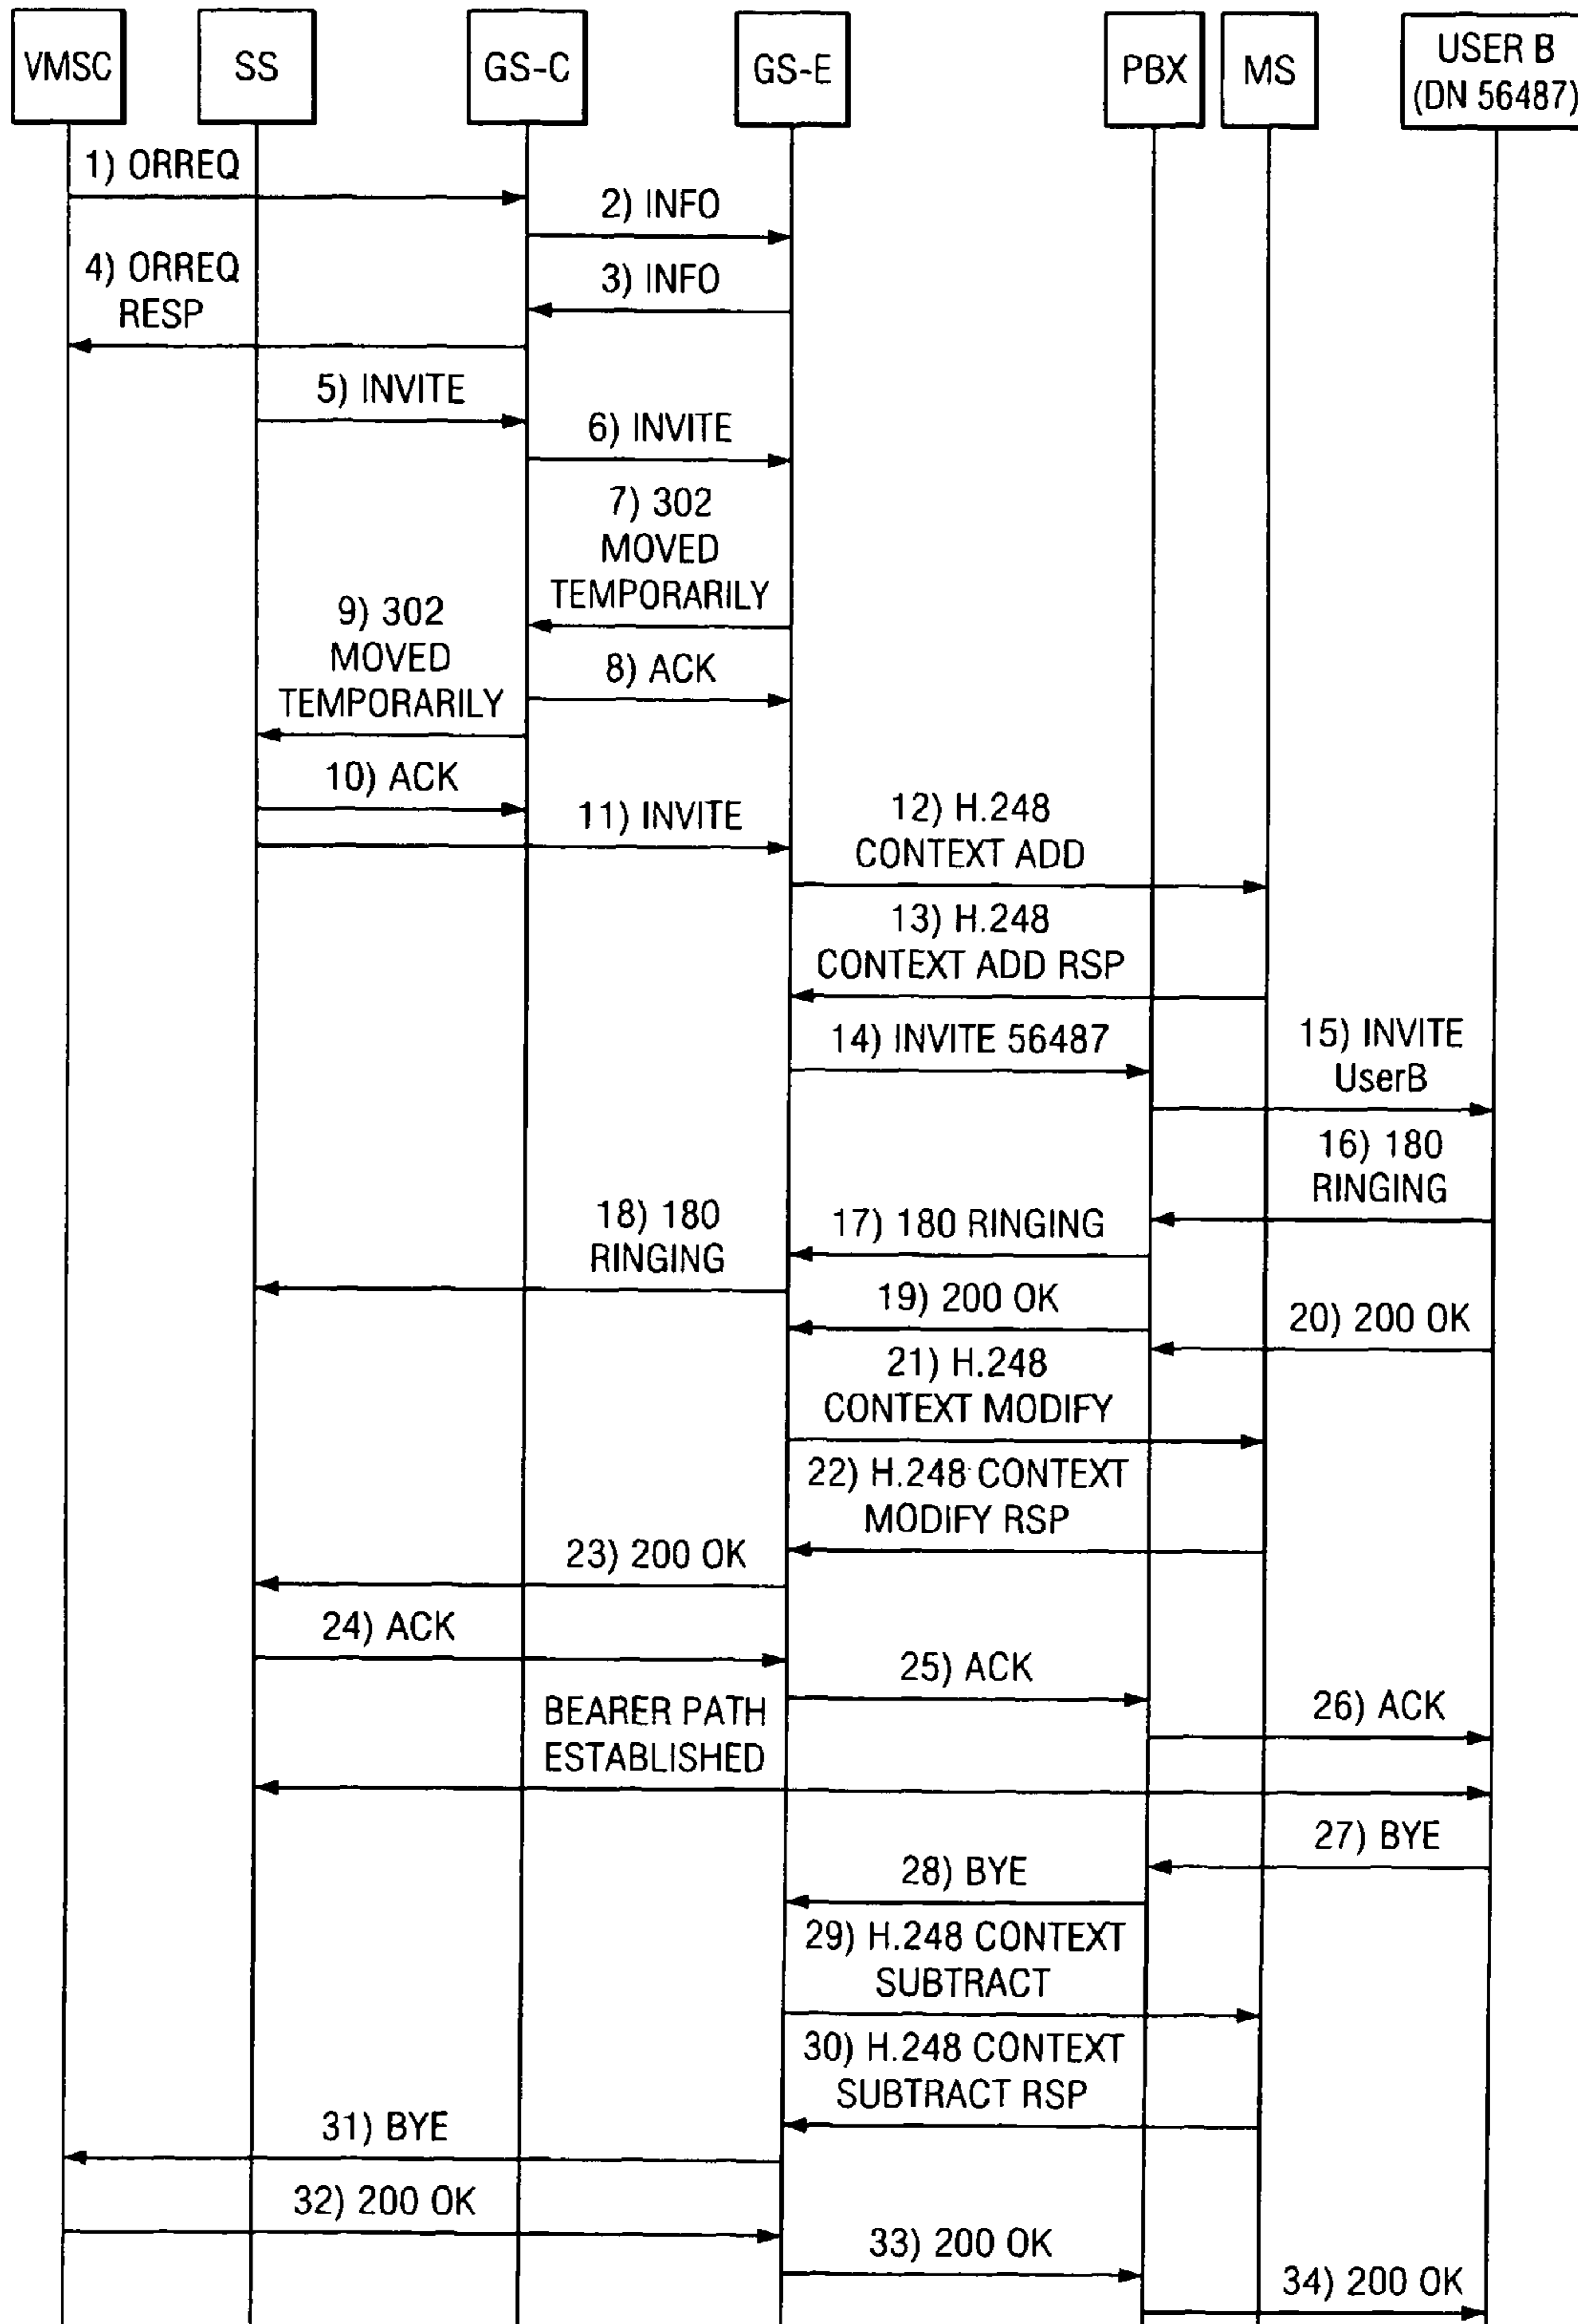 VMSC
SS
GS-C
GS-E
PBX
MS
USER B
(DN 56487)
1) ORREQ
2) INFO
4) ORREQ
RESP
3) INFO
5) INVITE
6) INVITE
7) 302
MOVED
TEMPORARILY
9) 302
MOVED
TEMPORARILY
8) ACK
10) ACK
11) INVITE
12) H.248
CONTEXT ADD
13) H.248
CONTEXT ADD RSP
14) INVITE 56487
15) INVITE
UserB
16) 180
RINGING
17) 180 RINGING
18) 180
RINGING
19) 200 OK
20) 200 OK
21) H.248
CONTEXT MODIFY
22) H.248 CONTEXT
MODIFY RSP
23) 200 OK
24) ACK
25) ACK
26) ACK
BEARER PATH
ESTABLISHED
27) BYE
28) BYE
29) H.248 CONTEXT
SUBTRACT
30) H.248 CONTEXT
SUBTRACT RSP
31) BYE
32) 200 OK
33) 200 OK
34) 200 OK